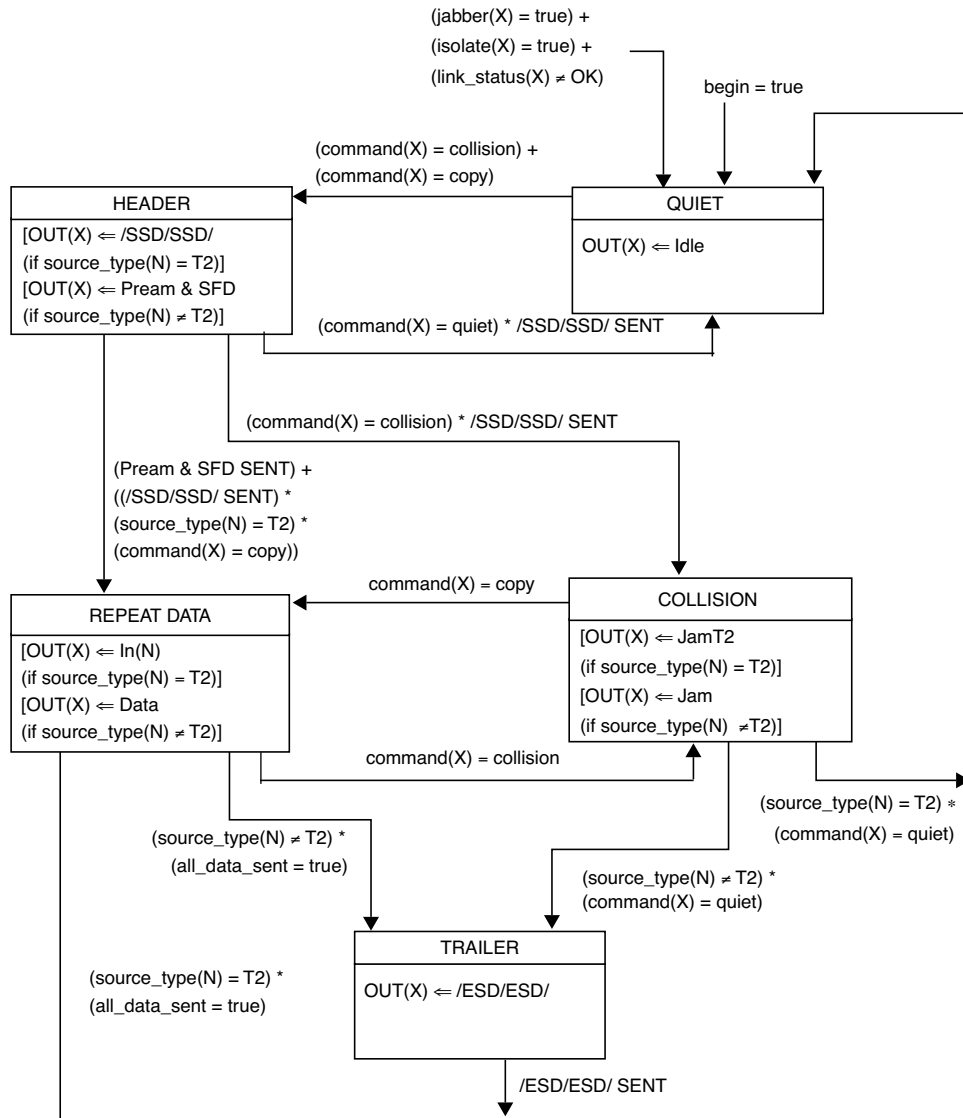 (jabber(X) = true) +
(isolate(X) = true) +
(link_status(X) ≠ OK)
begin = true
(command(X) = collision) +
(command(X) = copy)
HEADER
[OUT(X) ⇐ /SSD/SSD/
(if source_type(N) = T2)]
[OUT(X) ⇐ Pream & SFD
(if source_type(N) ≠ T2)]
QUIET
OUT(X) ⇐ Idle
(command(X) = quiet) * /SSD/SSD/ SENT
(command(X) = collision) * /SSD/SSD/ SENT
(Pream & SFD SENT) +
((/SSD/SSD/ SENT) *
(source_type(N) = T2) *
(command(X) = copy))
command(X) = copy
REPEAT DATA
[OUT(X) ⇐ In(N)
(if source_type(N) = T2)]
[OUT(X) ⇐ Data
(if source_type(N) ≠ T2)]
COLLISION
[OUT(X) ⇐ JamT2
(if source_type(N) = T2)]
[OUT(X) ⇐ Jam
(if source_type(N) ≠T2)]
command(X) = collision
(source_type(N) = T2) *
(command(X) = quiet)
(source_type(N) ≠ T2) *
(all_data_sent = true)
(source_type(N) ≠ T2) *
(command(X) = quiet)
TRAILER
OUT(X) ⇐ /ESD/ESD/
(source_type(N) = T2) *
(all_data_sent = true)
/ESD/ESD/ SENT